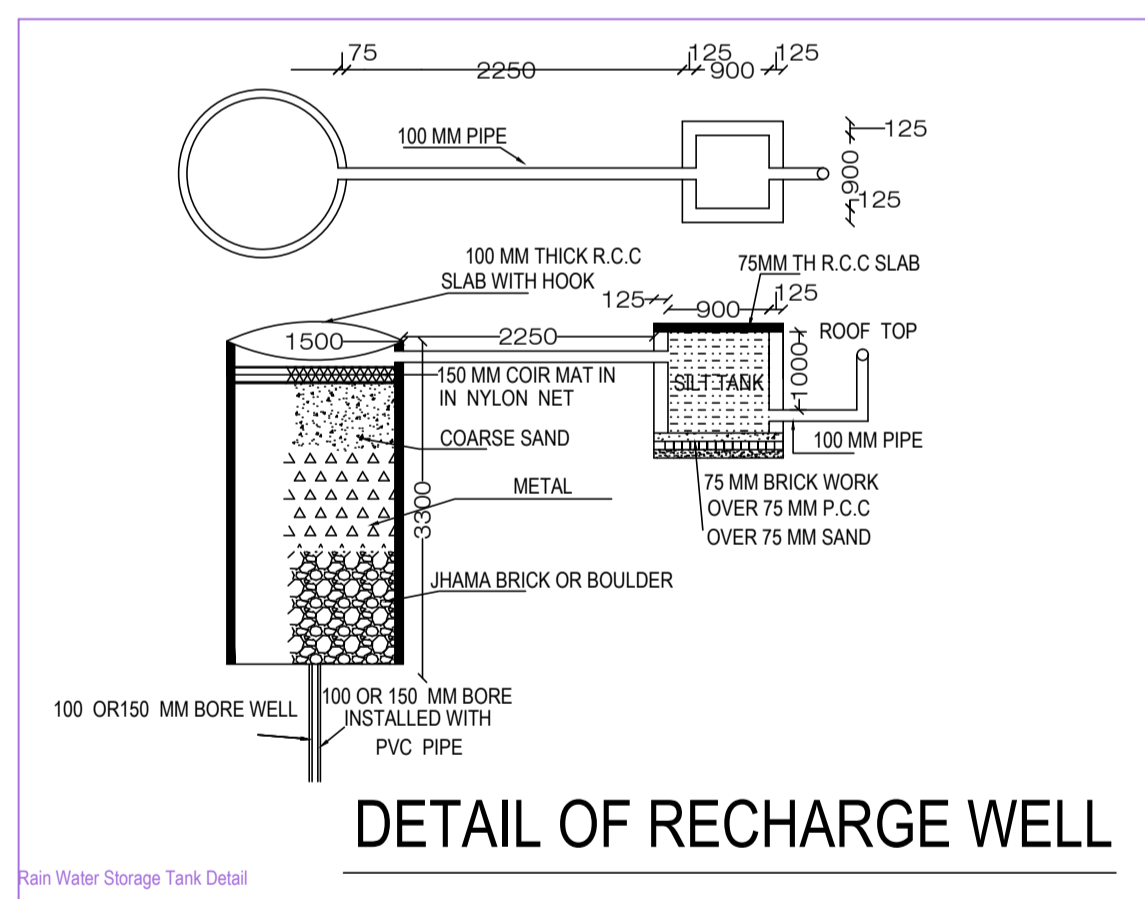 75
2250
125
900
125
100 MM PIPE
125
900
125
100 MM THICK R.C.C
SLAB WITH HOOK
75MM TH R.C.C SLAB
125
900
125
1500
2250
ROOF TOP
1000
SILT TANK
150 MM COIR MAT IN
IN NYLON NET
COARSE SAND
100 MM PIPE
METAL
3300
75 MM BRICK WORK
OVER 75 MM P.C.C
OVER 75 MM SAND
JHAMA BRICK OR BOULDER
100 OR150 MM BORE WELL
100 OR 150 MM BORE
INSTALLED WITH
PVC PIPE
DETAIL OF RECHARGE WELL
Rain Water Storage Tank Detail